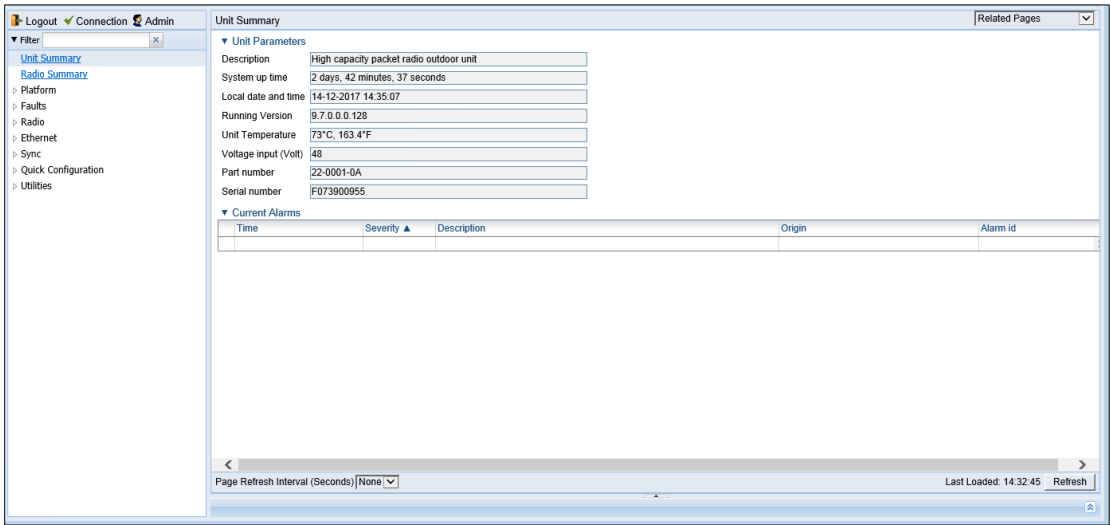 Logout Connection Admin
Filter
Unit Summary
Radio Summary
Platform
Faults
Radio
Ethernet
Sync
Quick Configuration
Utilities
Unit Summary
Related Pages
Unit Parameters
Description High capacity packet radio outdoor unit
System up time 2 days, 42 minutes, 37 seconds
Local date and time 14-12-2017 14:35:07
Running Version 9.7.0.0.0.128
Unit Temperature 73°C, 163.4°F
Voltage input (Volt) 48
Part number 22-0001-0A
Serial number F073900955
Current Alarms
Time Severity ▲ Description Origin Alarm id
Page Refresh Interval (Seconds) None Last Loaded: 14:32:45 Refresh